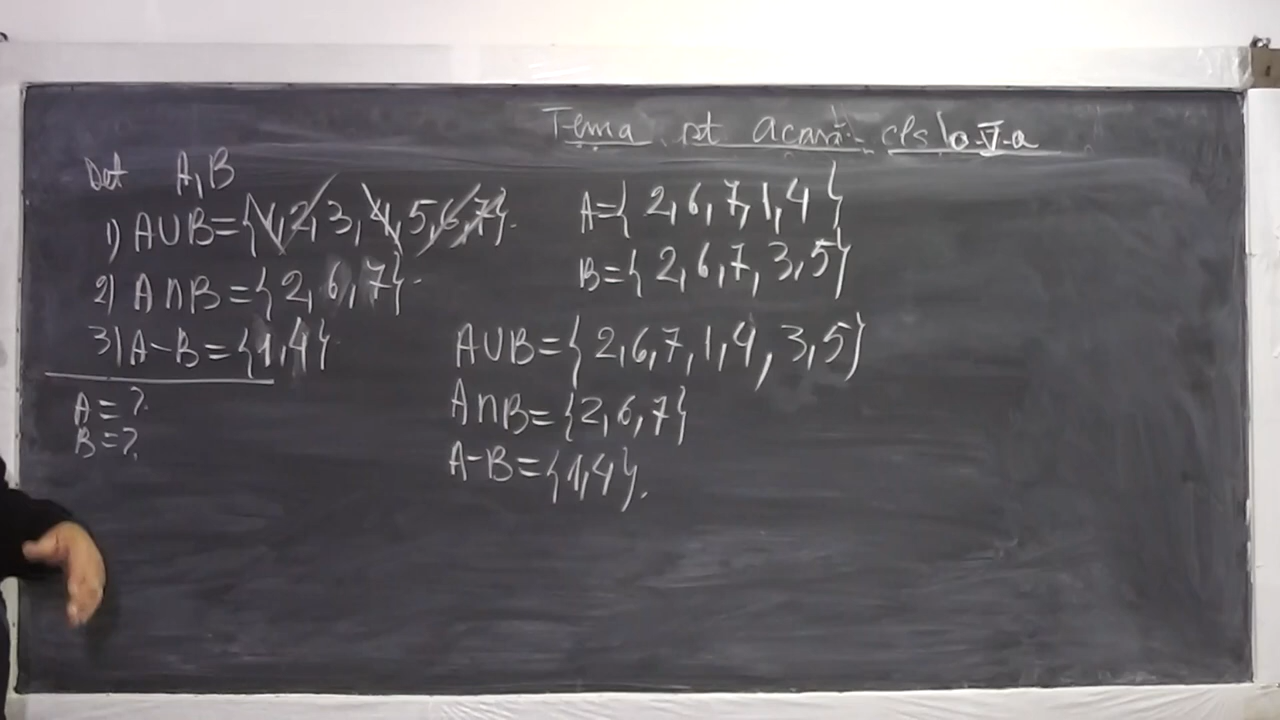 Tema pt acasă cls a V-a
Det A, B
1) A∪B={1,2,3,4,5,6,7}.
2) A∩B={2,6,7}.
3) A-B={1,4}.
A=?
B=?
A={2,6,7,1,4}
B={2,6,7,3,5}
A∪B={2,6,7,1,4,3,5}
A∩B={2,6,7}
A-B={1,4}.